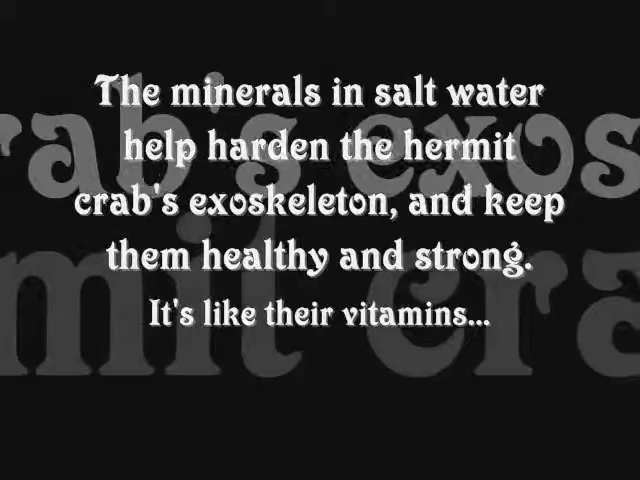 The minerals in salt water
help harden the hermit
crab's exoskeleton, and keep
them healthy and strong.
It's like their vitamins...